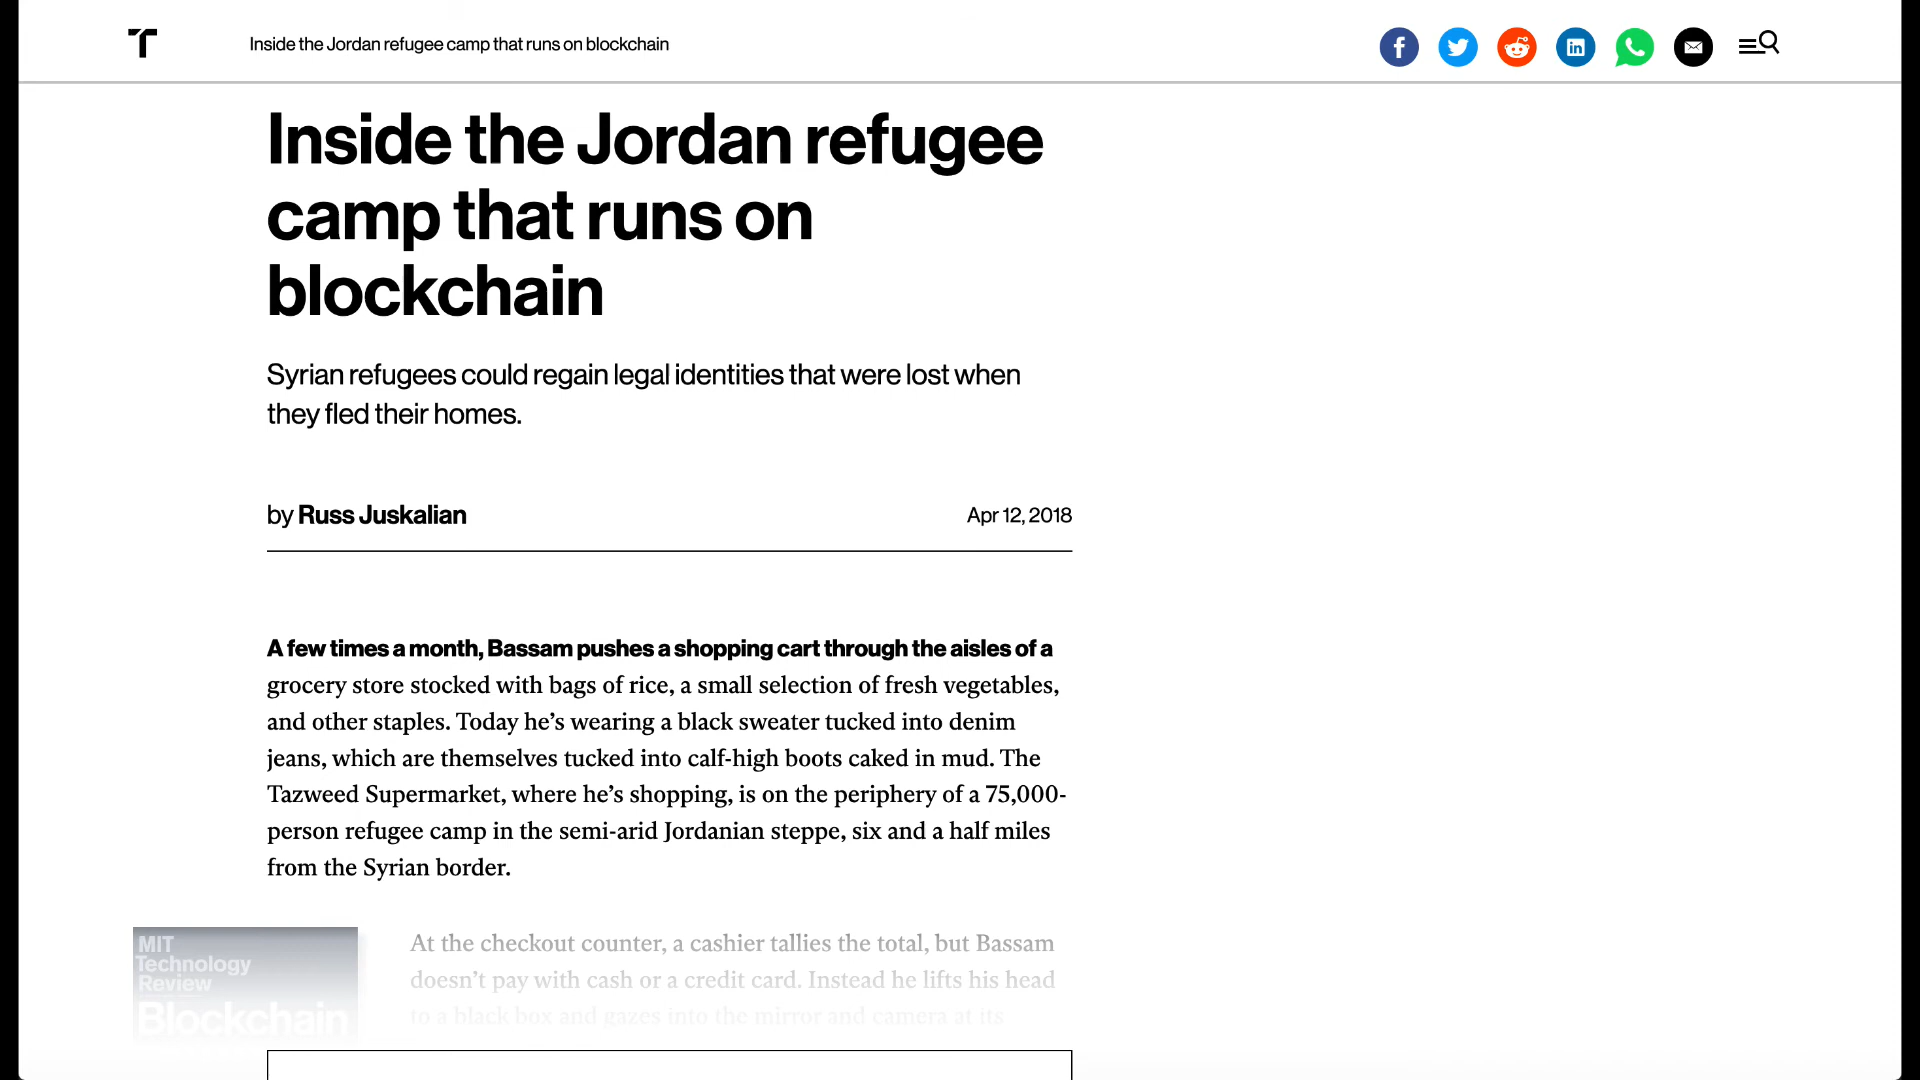 Inside the Jordan refugee camp that runs on blockchain
Inside the Jordan refugee
camp that runs on
blockchain
Syrian refugees could regain legal identities that were lost when
they fled their homes.
by Russ Juskalian
Apr 12, 2018
A few times a month, Bassam pushes a shopping cart through the aisles of a
grocery store stocked with bags of rice, a small selection of fresh vegetables,
and other staples. Today he’s wearing a black sweater tucked into denim
jeans, which are themselves tucked into calf-high boots caked in mud. The
Tazweed Supermarket, where he’s shopping, is on the periphery of a 75,000-
person refugee camp in the semi-arid Jordanian steppe, six and a half miles
from the Syrian border.
MIT
Technology
Review
Blockchain
At the checkout counter, a cashier tallies the total, but Bassam
doesn’t pay with cash or a credit card. Instead he lifts his head
to a black box and gazes into the mirror and camera at its